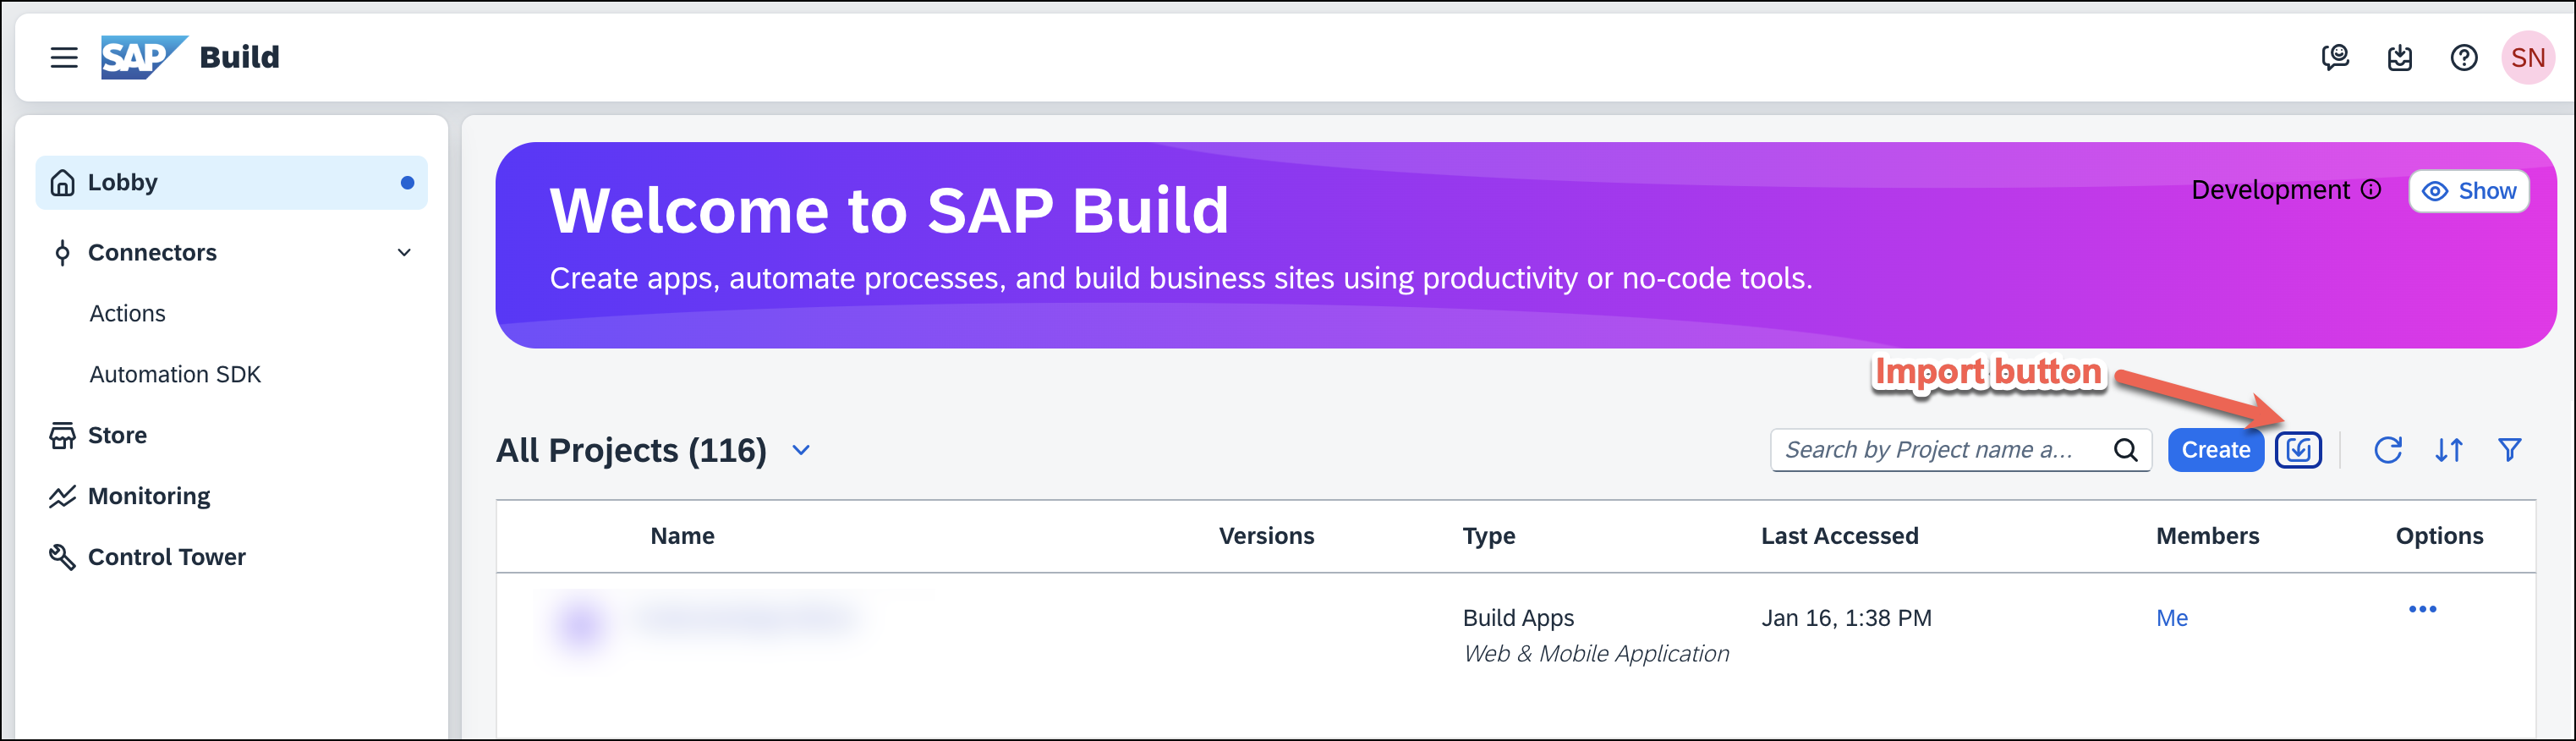 SAP Build
SN
Lobby
Connectors
Actions
Automation SDK
Store
Monitoring
Control Tower
Welcome to SAP Build
Development
Show
Create apps, automate processes, and build business sites using productivity or no-code tools.
Import button
All Projects (116)
Search by Project name a...
Create
Name Versions Type Last Accessed Members Options
Build Apps Jan 16, 1:38 PM Me
Web & Mobile Application